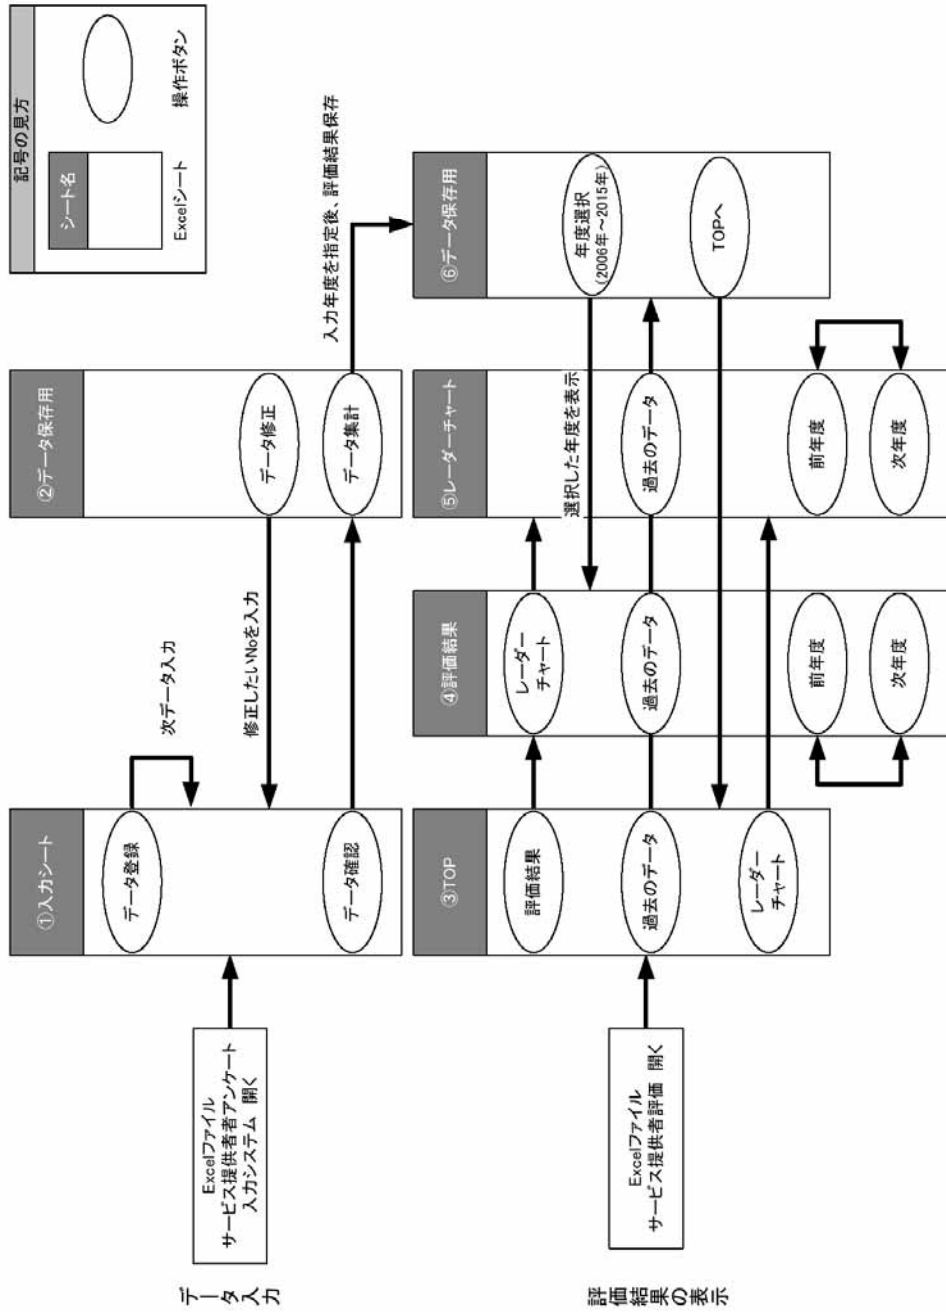 記号の見方
シート名
Excelシート
操作ボタン
データ入力
Excelファイル
サービス提供者者アンケート
入力システム 開く
①入力シート
データ登録
データ確認
次データ入力
修正したいNoを入力
②データ保存用
データ修正
データ集計
入力年度を指定後、評価結果保存
評価結果の表示
Excelファイル
サービス提供者評価 開く
③TOP
評価結果
過去のデータ
レーダー
チャート
④評価結果
レーダー
チャート
過去のデータ
前年度
次年度
選択した年度を表示
⑤レーダーチャート
過去のデータ
前年度
次年度
⑥データ保存用
年度選択
(2006年～2015年)
TOPへ